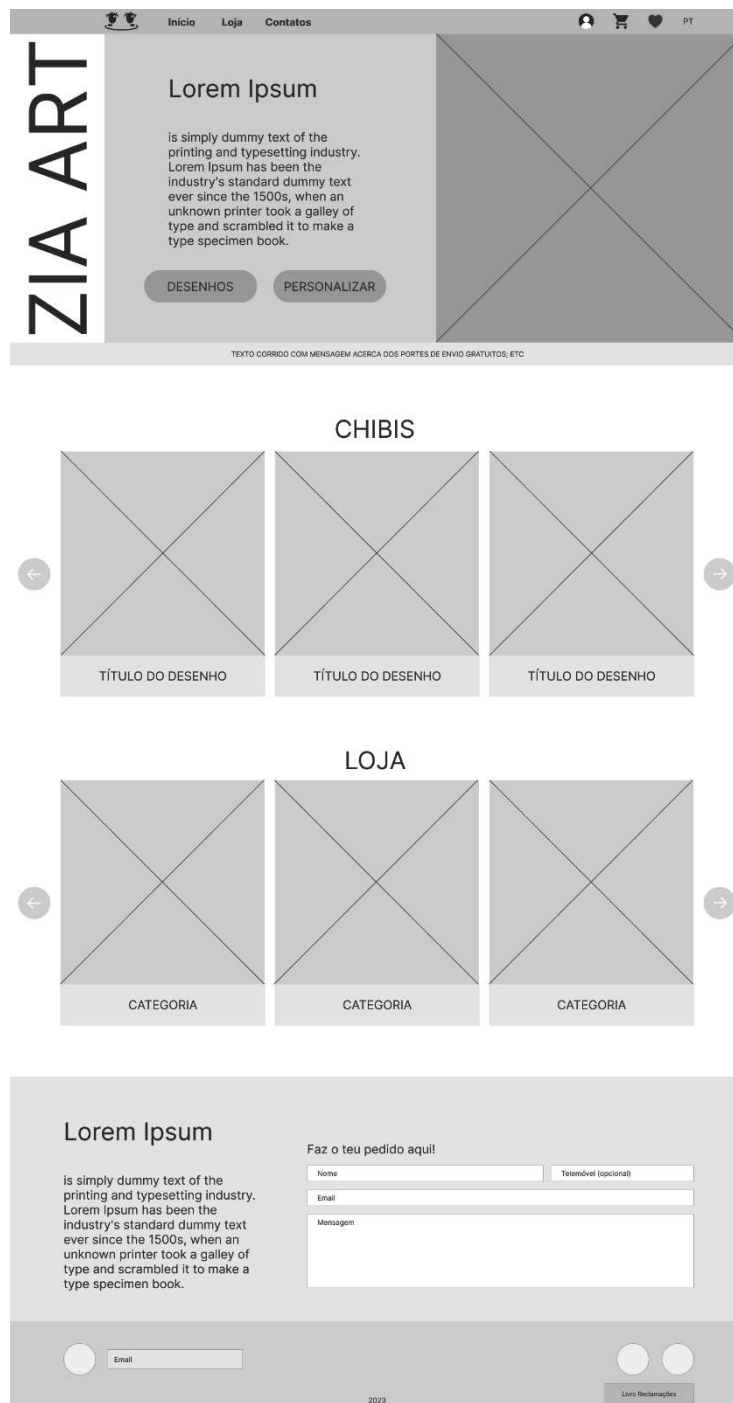 Início Loja Contatos PT
ZIA ART
Lorem Ipsum
is simply dummy text of the
printing and typesetting industry.
Lorem Ipsum has been the
industry's standard dummy text
ever since the 1500s, when an
unknown printer took a galley of
type and scrambled it to make a
type specimen book.
DESENHOS PERSONALIZAR
TEXTO CORRIDO COM MENSAGEM ACERCA DOS PORTES DE ENVIO GRATUITOS; ETC
CHIBIS
TÍTULO DO DESENHO TÍTULO DO DESENHO TÍTULO DO DESENHO
LOJA
CATEGORIA CATEGORIA CATEGORIA
Lorem Ipsum
is simply dummy text of the
printing and typesetting industry.
Lorem Ipsum has been the
industry's standard dummy text
ever since the 1500s, when an
unknown printer took a galley of
type and scrambled it to make a
type specimen book.
Faz o teu pedido aqui!
Nome Telemóvel (opcional)
Email
Mensagem
Email
Livro Reclamações
2023